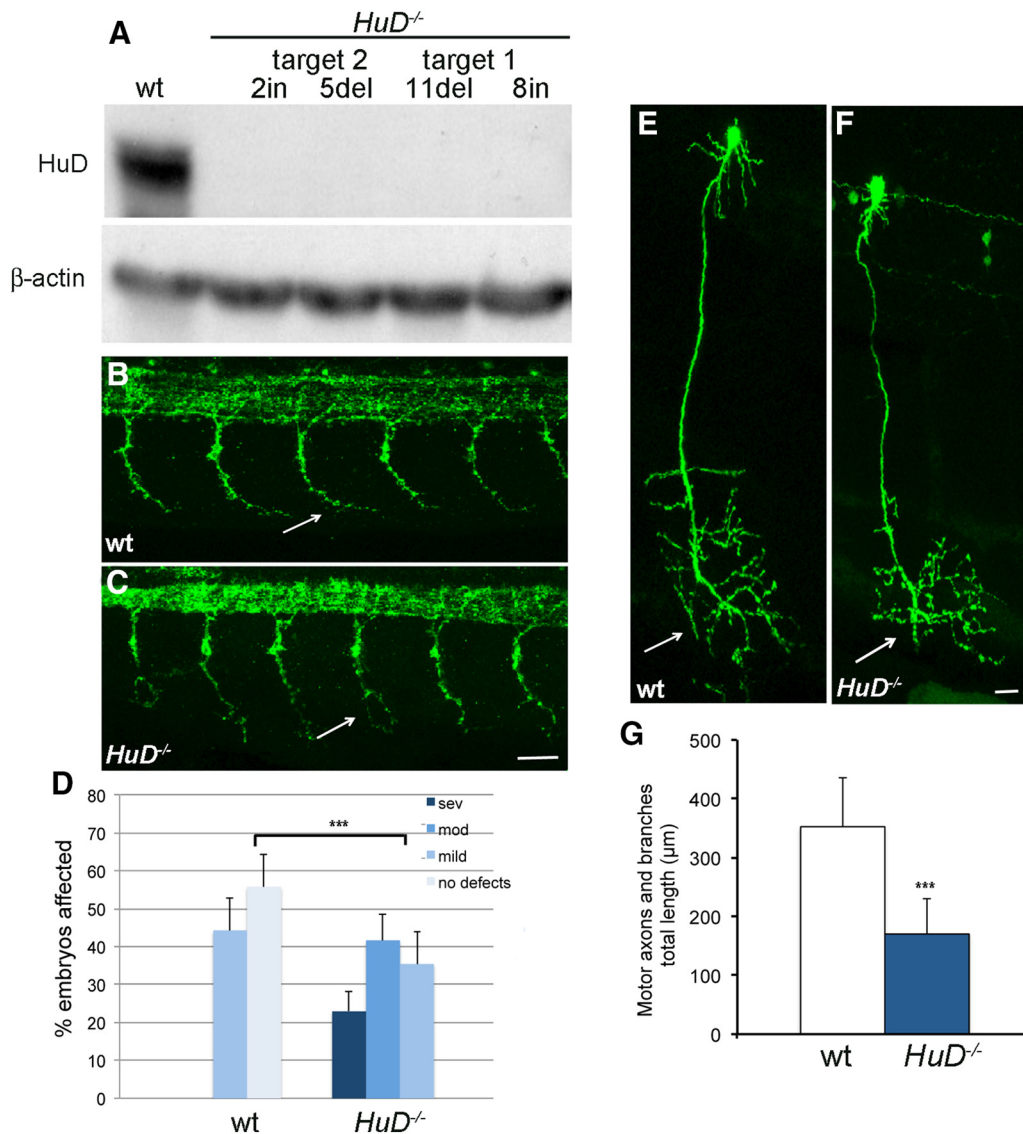 A
HuD-/-
target 2 target 1
wt 2in 5del 11del 8in
HuD
β-actin
B
wt
C
HuD-/-
E
wt
F
HuD-/-
D
80
70
60
50
40
30
20
10
0
% embryos affected
***
sev
mod
mild
no defects
wt HuD-/-
G
500
400
300
200
100
0
Motor axons and branches
total length (µm)
***
wt HuD-/-